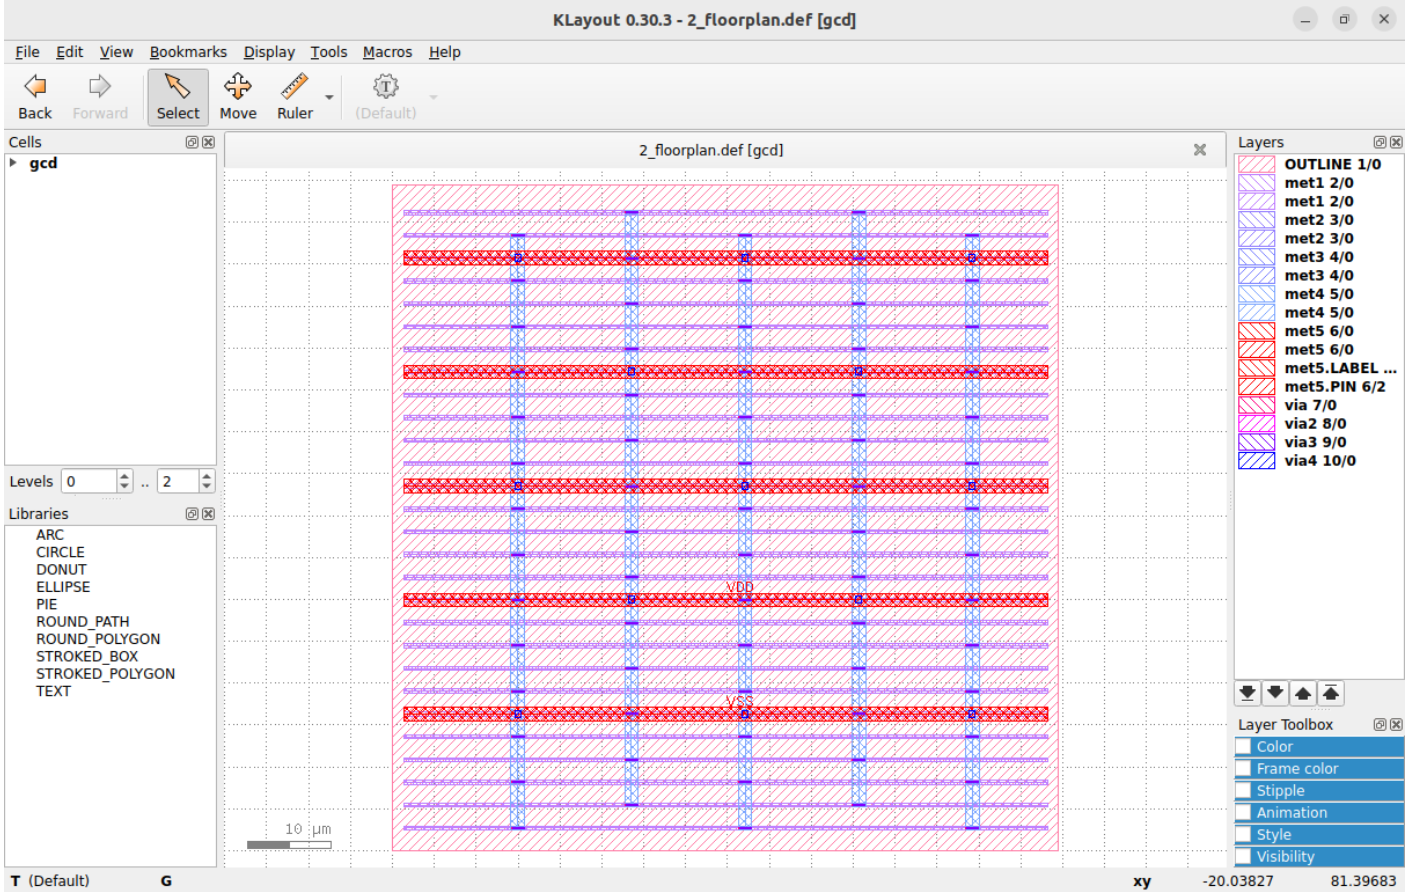 KLayout 0.30.3 - 2_floorplan.def [gcd]
File Edit View Bookmarks Display Tools Macros Help
Back Forward Select Move Ruler (Default)
Cells
gcd
Levels 0 .. 2
Libraries
ARC
CIRCLE
DONUT
ELLIPSE
PIE
ROUND_PATH
ROUND_POLYGON
STROKED_BOX
STROKED_POLYGON
TEXT
2_floorplan.def [gcd]
VDD
VSS
10 µm
Layers
OUTLINE 1/0
met1 2/0
met1 2/0
met2 3/0
met2 3/0
met3 4/0
met3 4/0
met4 5/0
met4 5/0
met5 6/0
met5 6/0
met5.LABEL ...
met5.PIN 6/2
via 7/0
via2 8/0
via3 9/0
via4 10/0
Layer Toolbox
Color
Frame color
Stipple
Animation
Style
Visibility
T (Default) G xy -20.03827 81.39683